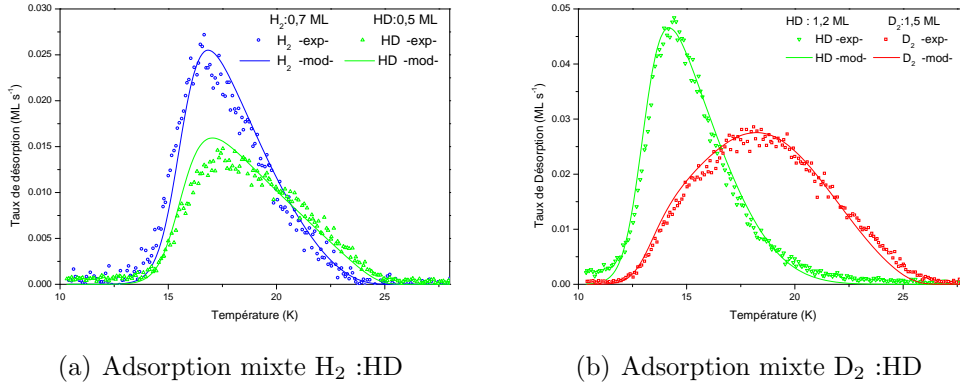 H₂:0,7 ML HD:0,5 ML
H₂ -exp- HD -exp-
H₂ -mod- HD -mod-
0.030
0.025
0.020
0.015
0.010
0.005
0.000
Taux de désorption (ML s⁻¹)
10 15 20 25
Température (K)
(a) Adsorption mixte H₂ :HD
HD : 1,2 ML D₂:1,5 ML
HD -exp- D₂ -exp-
HD -mod- D₂ -mod-
0.05
0.04
0.03
0.02
0.01
0.00
Taux de Désorption (ML s⁻¹)
10 15 20 25
Température (K)
(b) Adsorption mixte D₂ :HD